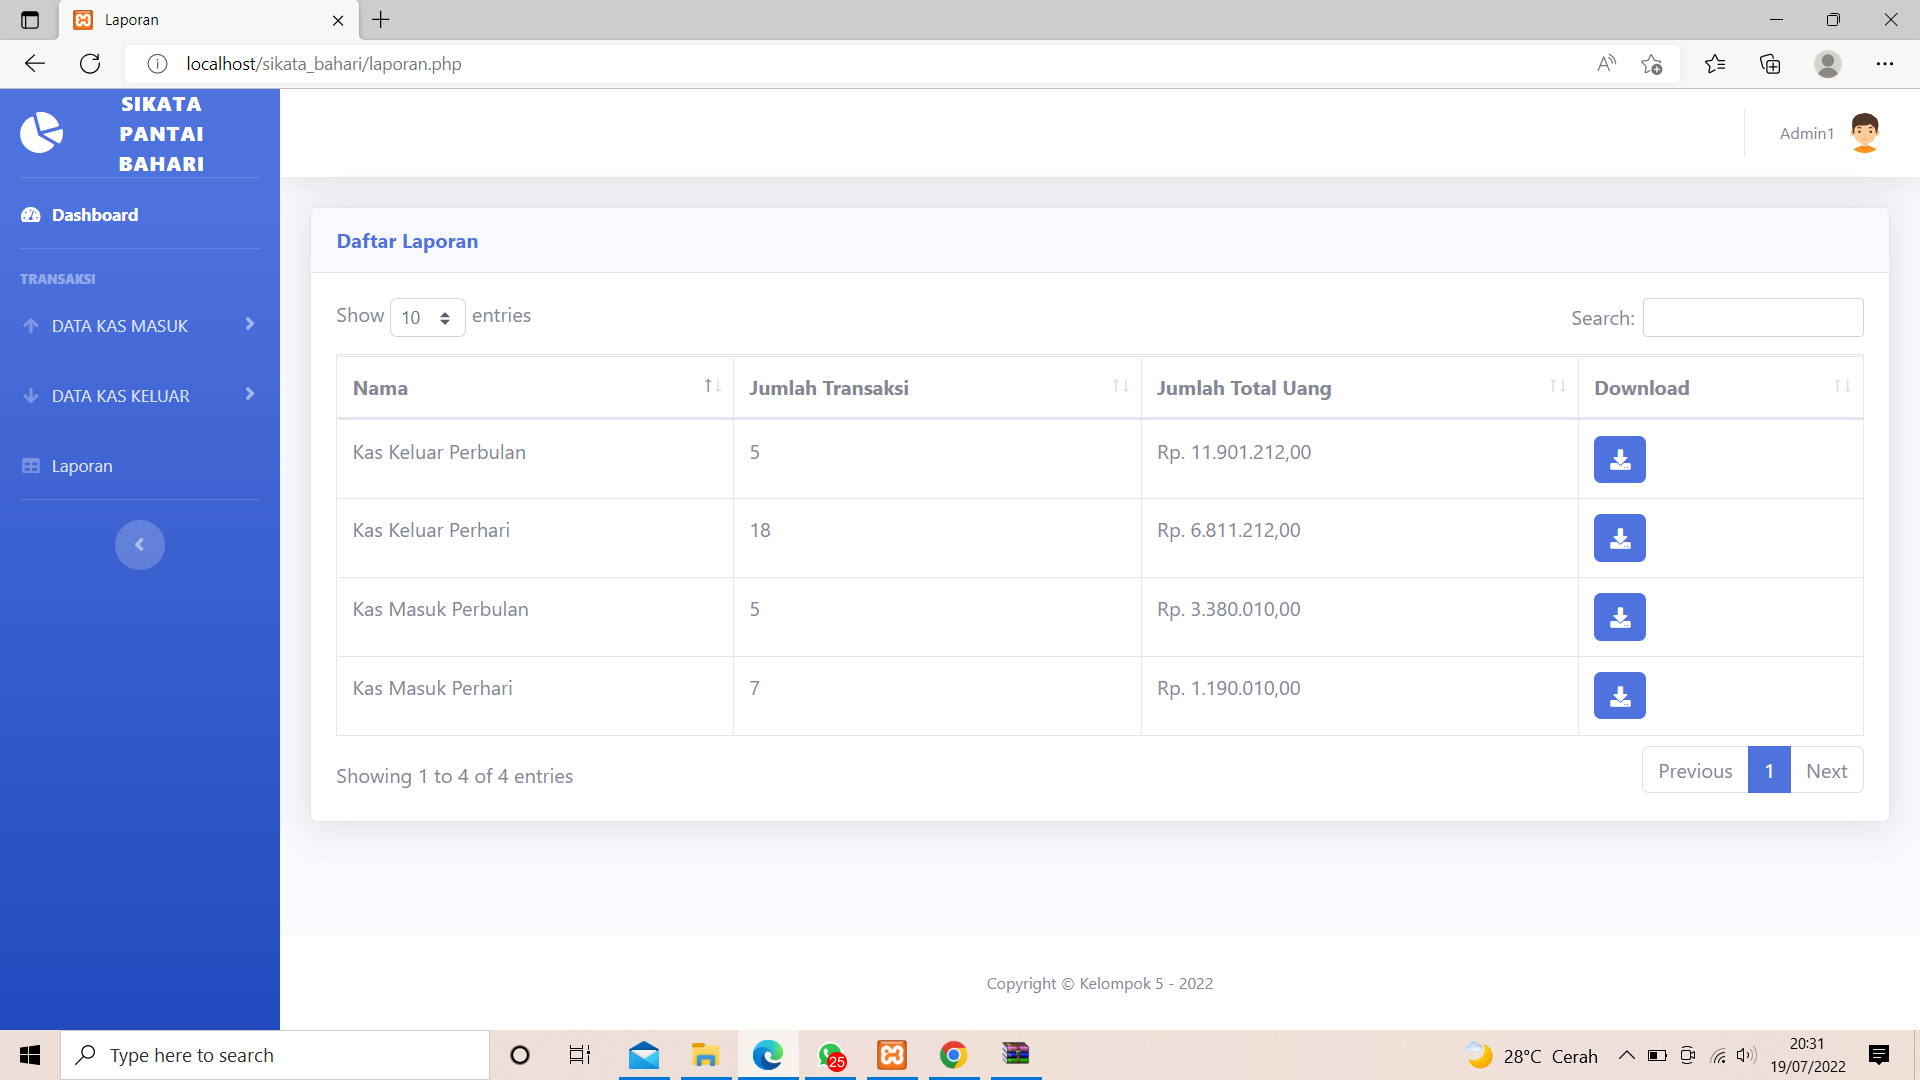 Laporan
localhost/sikata_bahari/laporan.php
SIKATA
PANTAI
BAHARI
Admin1
Dashboard
TRANSAKSI
DATA KAS MASUK
DATA KAS KELUAR
Laporan
Daftar Laporan
Show 10 entries
Search:
Nama Jumlah Transaksi Jumlah Total Uang Download
Kas Keluar Perbulan 5 Rp. 11.901.212,00
Kas Keluar Perhari 18 Rp. 6.811.212,00
Kas Masuk Perbulan 5 Rp. 3.380.010,00
Kas Masuk Perhari 7 Rp. 1.190.010,00
Showing 1 to 4 of 4 entries
Previous 1 Next
Copyright © Kelompok 5 - 2022
Type here to search
25
28°C Cerah
20:31
19/07/2022